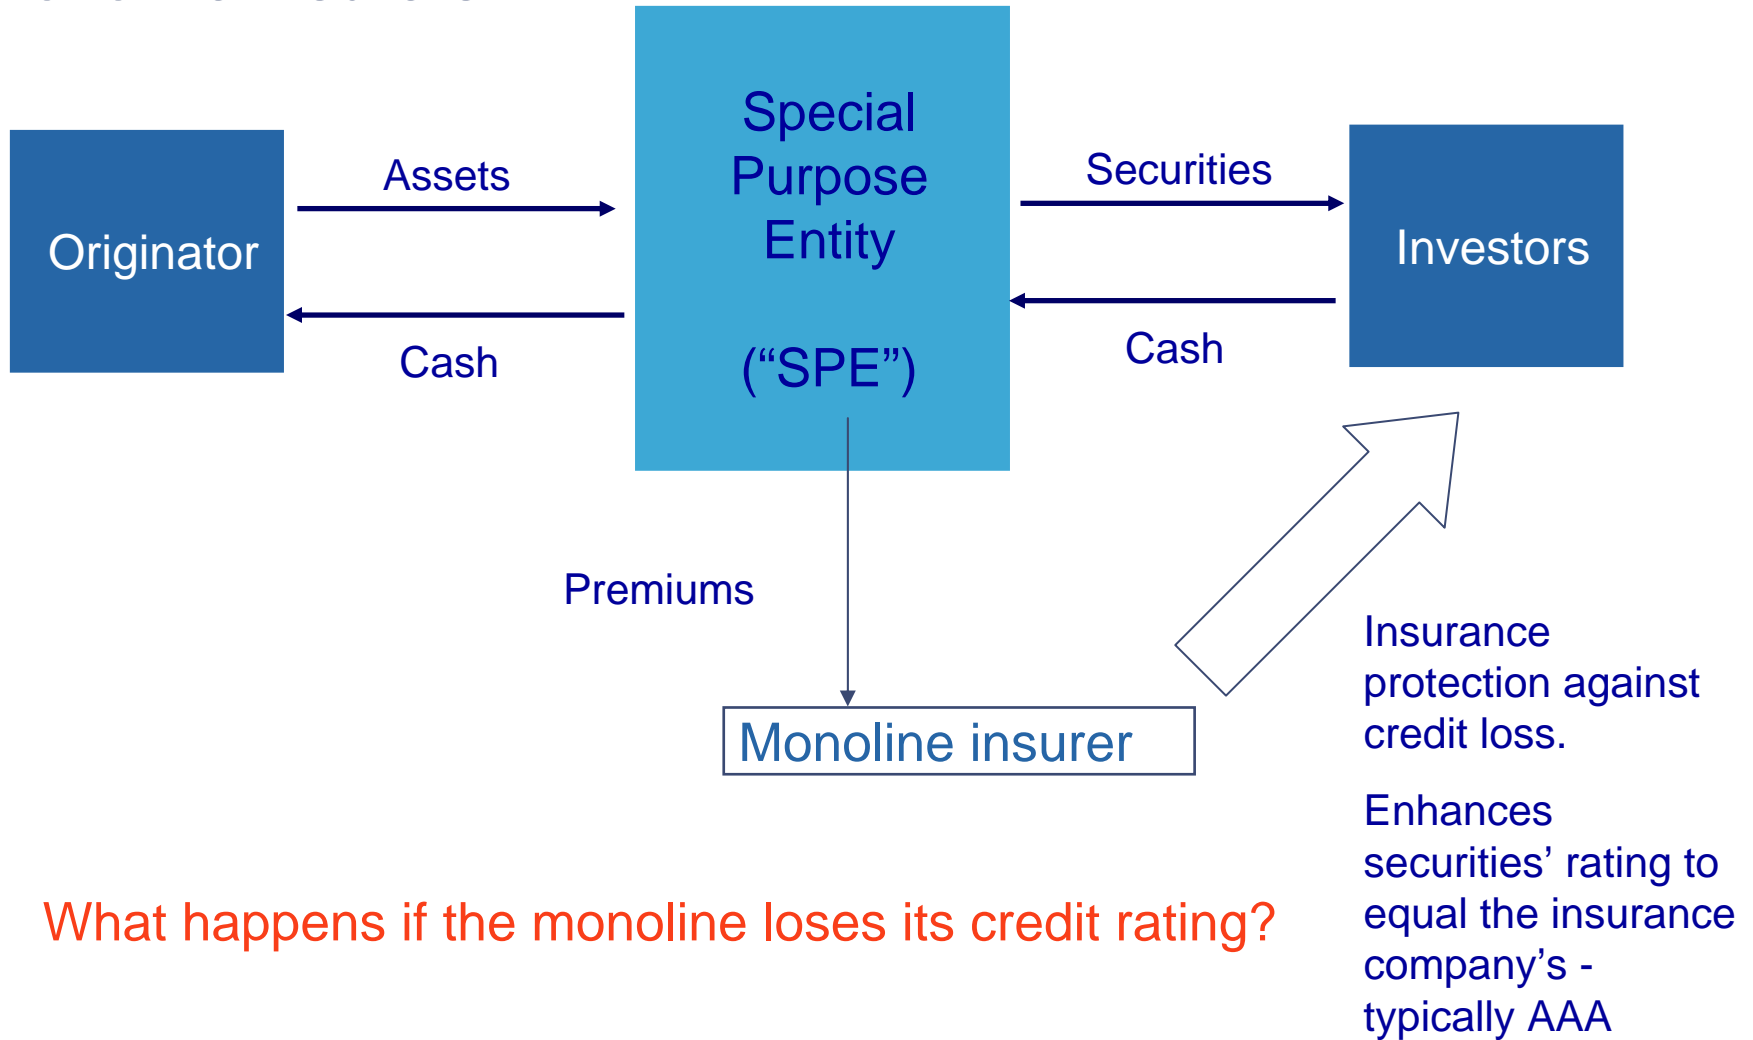 Special
Purpose
Entity
(“SPE”)
Originator
Assets
Cash
Securities
Cash
Investors
Premiums
Monoline insurer
Insurance
protection against
credit loss.
Enhances
securities’ rating to
equal the insurance
company’s -
typically AAA
What happens if the monoline loses its credit rating?